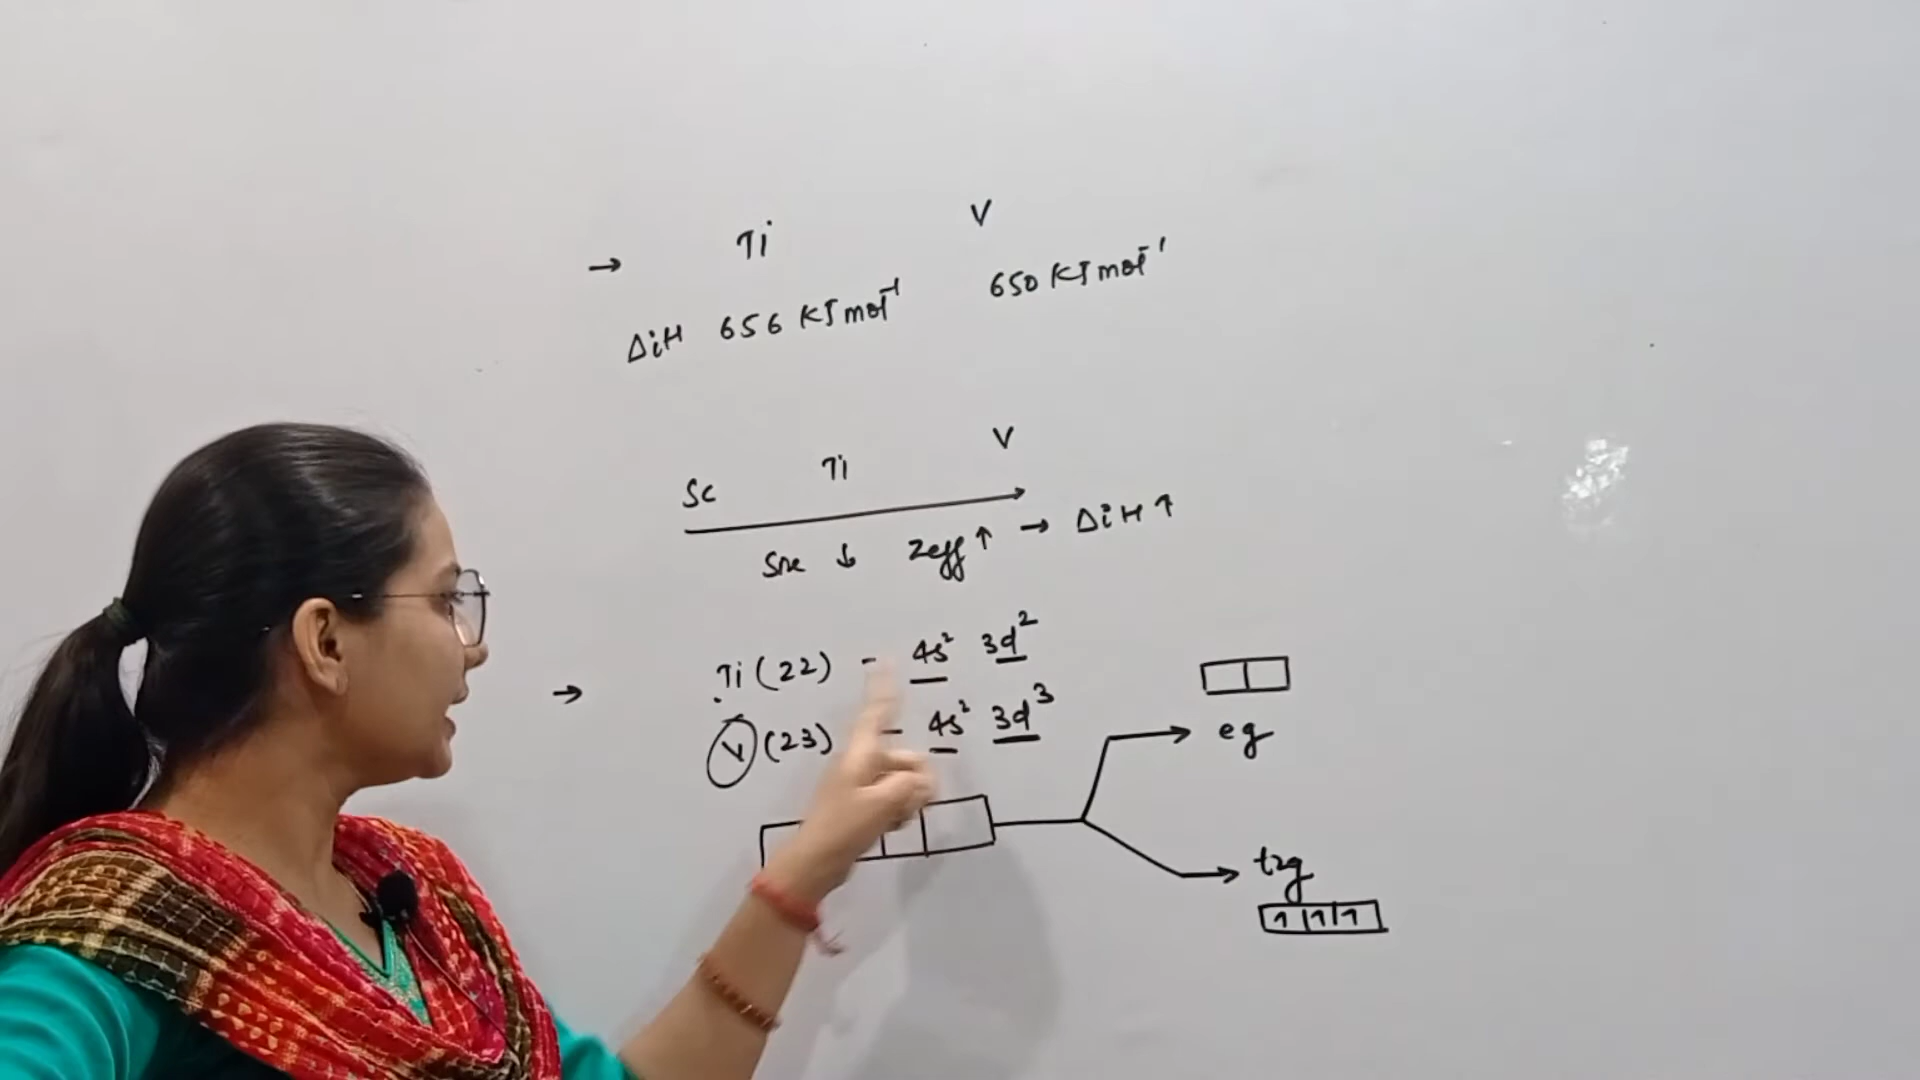 → Ti V
ΔiH 656 KJ mol⁻¹ 650 KJ mol⁻¹
Sc Ti V
Size ↓ Zeff ↑ → ΔiH ↑
→ Ti (22) - 4s² 3d²
V (23) - 4s² 3d³
eg
t2g
1 1 1